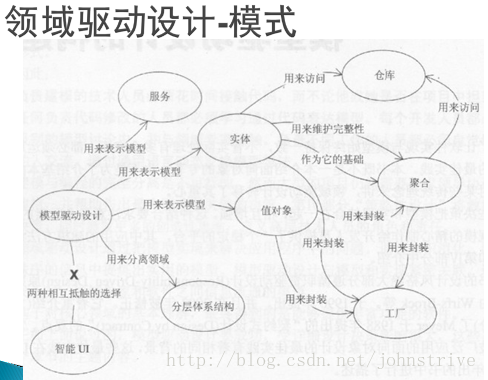 领域驱动设计-模式
服务
用来访问
仓库
用来访问
用来表示模型
实体
用来维护完整性
用来表示模型
作为它的基础
聚合
模型驱动设计
用来表示模型
值对象
用来封装
用来封装
用来封装
用来分离领域
X
两种相互抵触的选择
分层体系结构
用来封装
工厂
智能 UI
http://blog.csdn.net/johnstrive